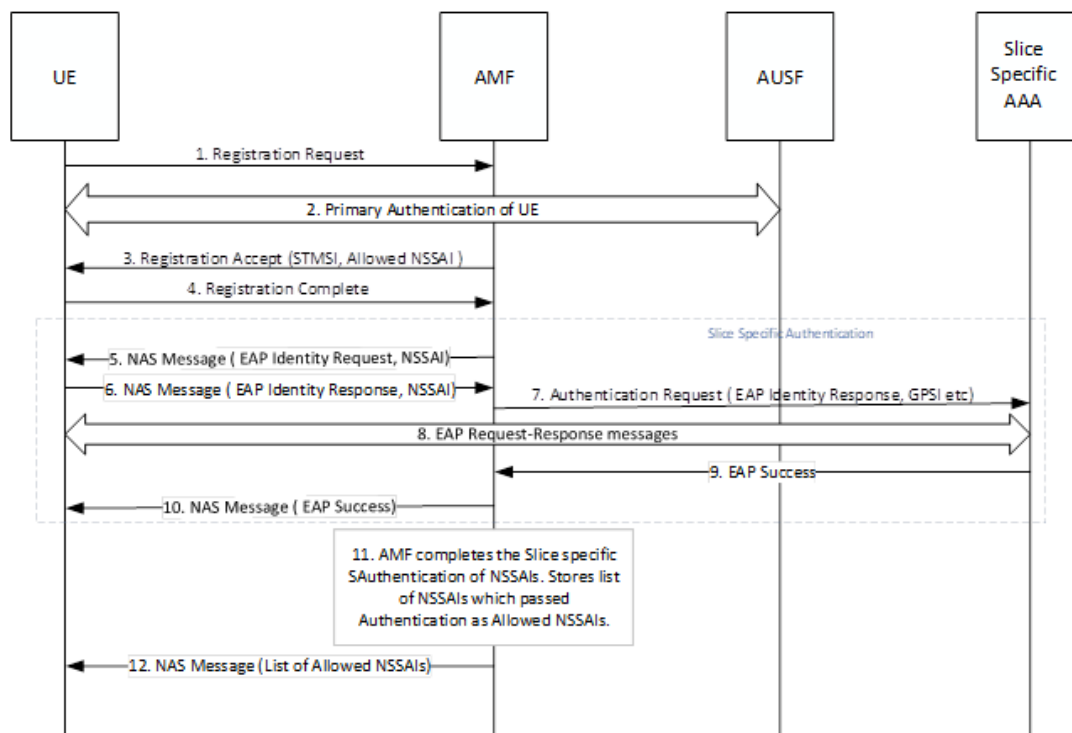 UE
AMF
AUSF
Slice
Specific
AAA
1. Registration Request
2. Primary Authentication of UE
3. Registration Accept (STMSI, Allowed NSSAI )
4. Registration Complete
Slice Specific Authentication
5. NAS Message ( EAP Identity Request, NSSAI)
6. NAS Message ( EAP Identity Response, NSSAI)
7. Authentication Request ( EAP Identity Response, GPSI etc)
8. EAP Request-Response messages
9. EAP Success
10. NAS Message ( EAP Success)
11. AMF completes the Slice specific
SAuthentication of NSSAIs. Stores list
of NSSAIs which passed
Authentication as Allowed NSSAIs.
12. NAS Message (List of Allowed NSSAIs)